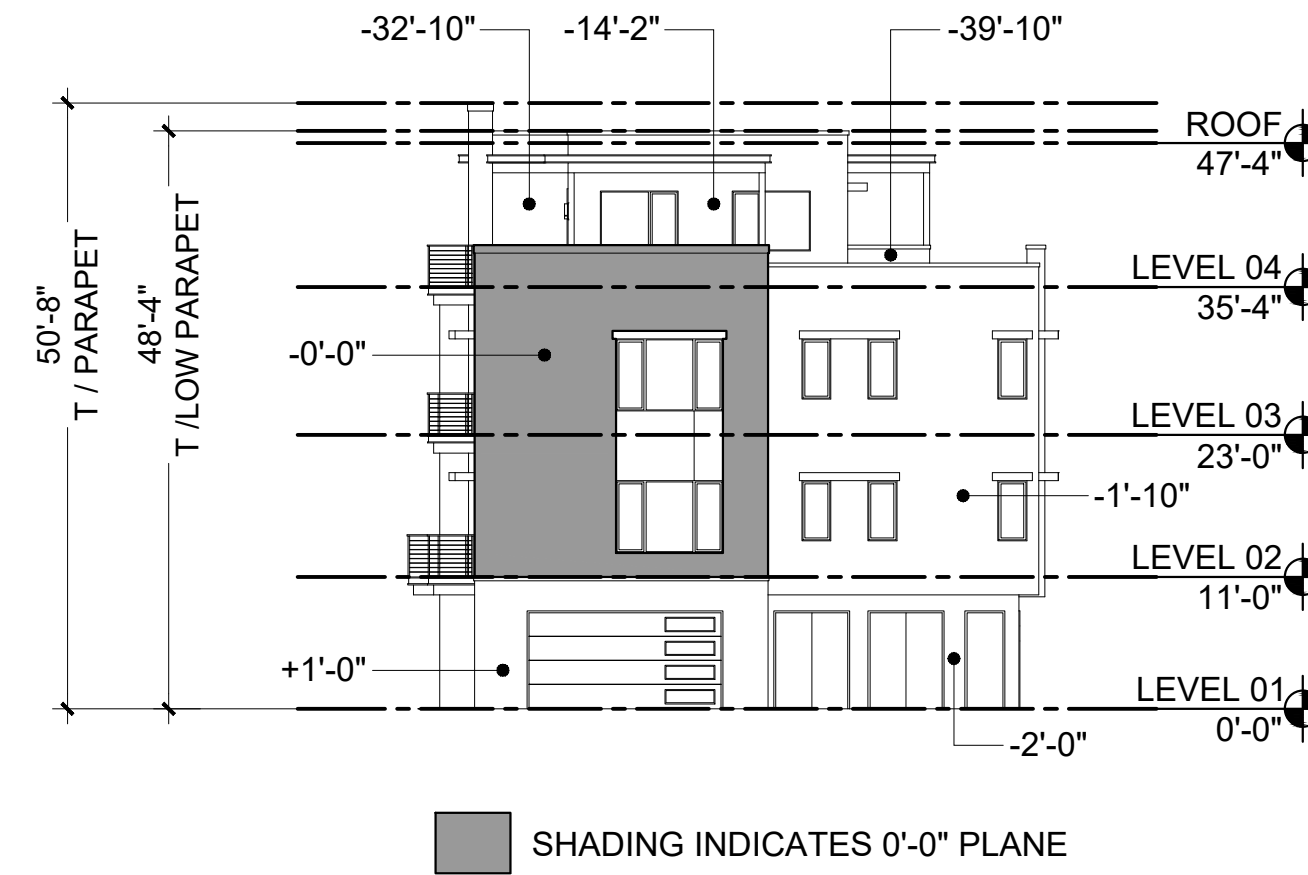 -32'-10"
-14'-2"
-39'-10"
50'-8"
T / PARAPET
48'-4"
T /LOW PARAPET
ROOF
47'-4"
LEVEL 04
35'-4"
-0'-0"
LEVEL 03
23'-0"
-1'-10"
LEVEL 02
11'-0"
+1'-0"
LEVEL 01
0'-0"
-2'-0"
SHADING INDICATES 0'-0" PLANE